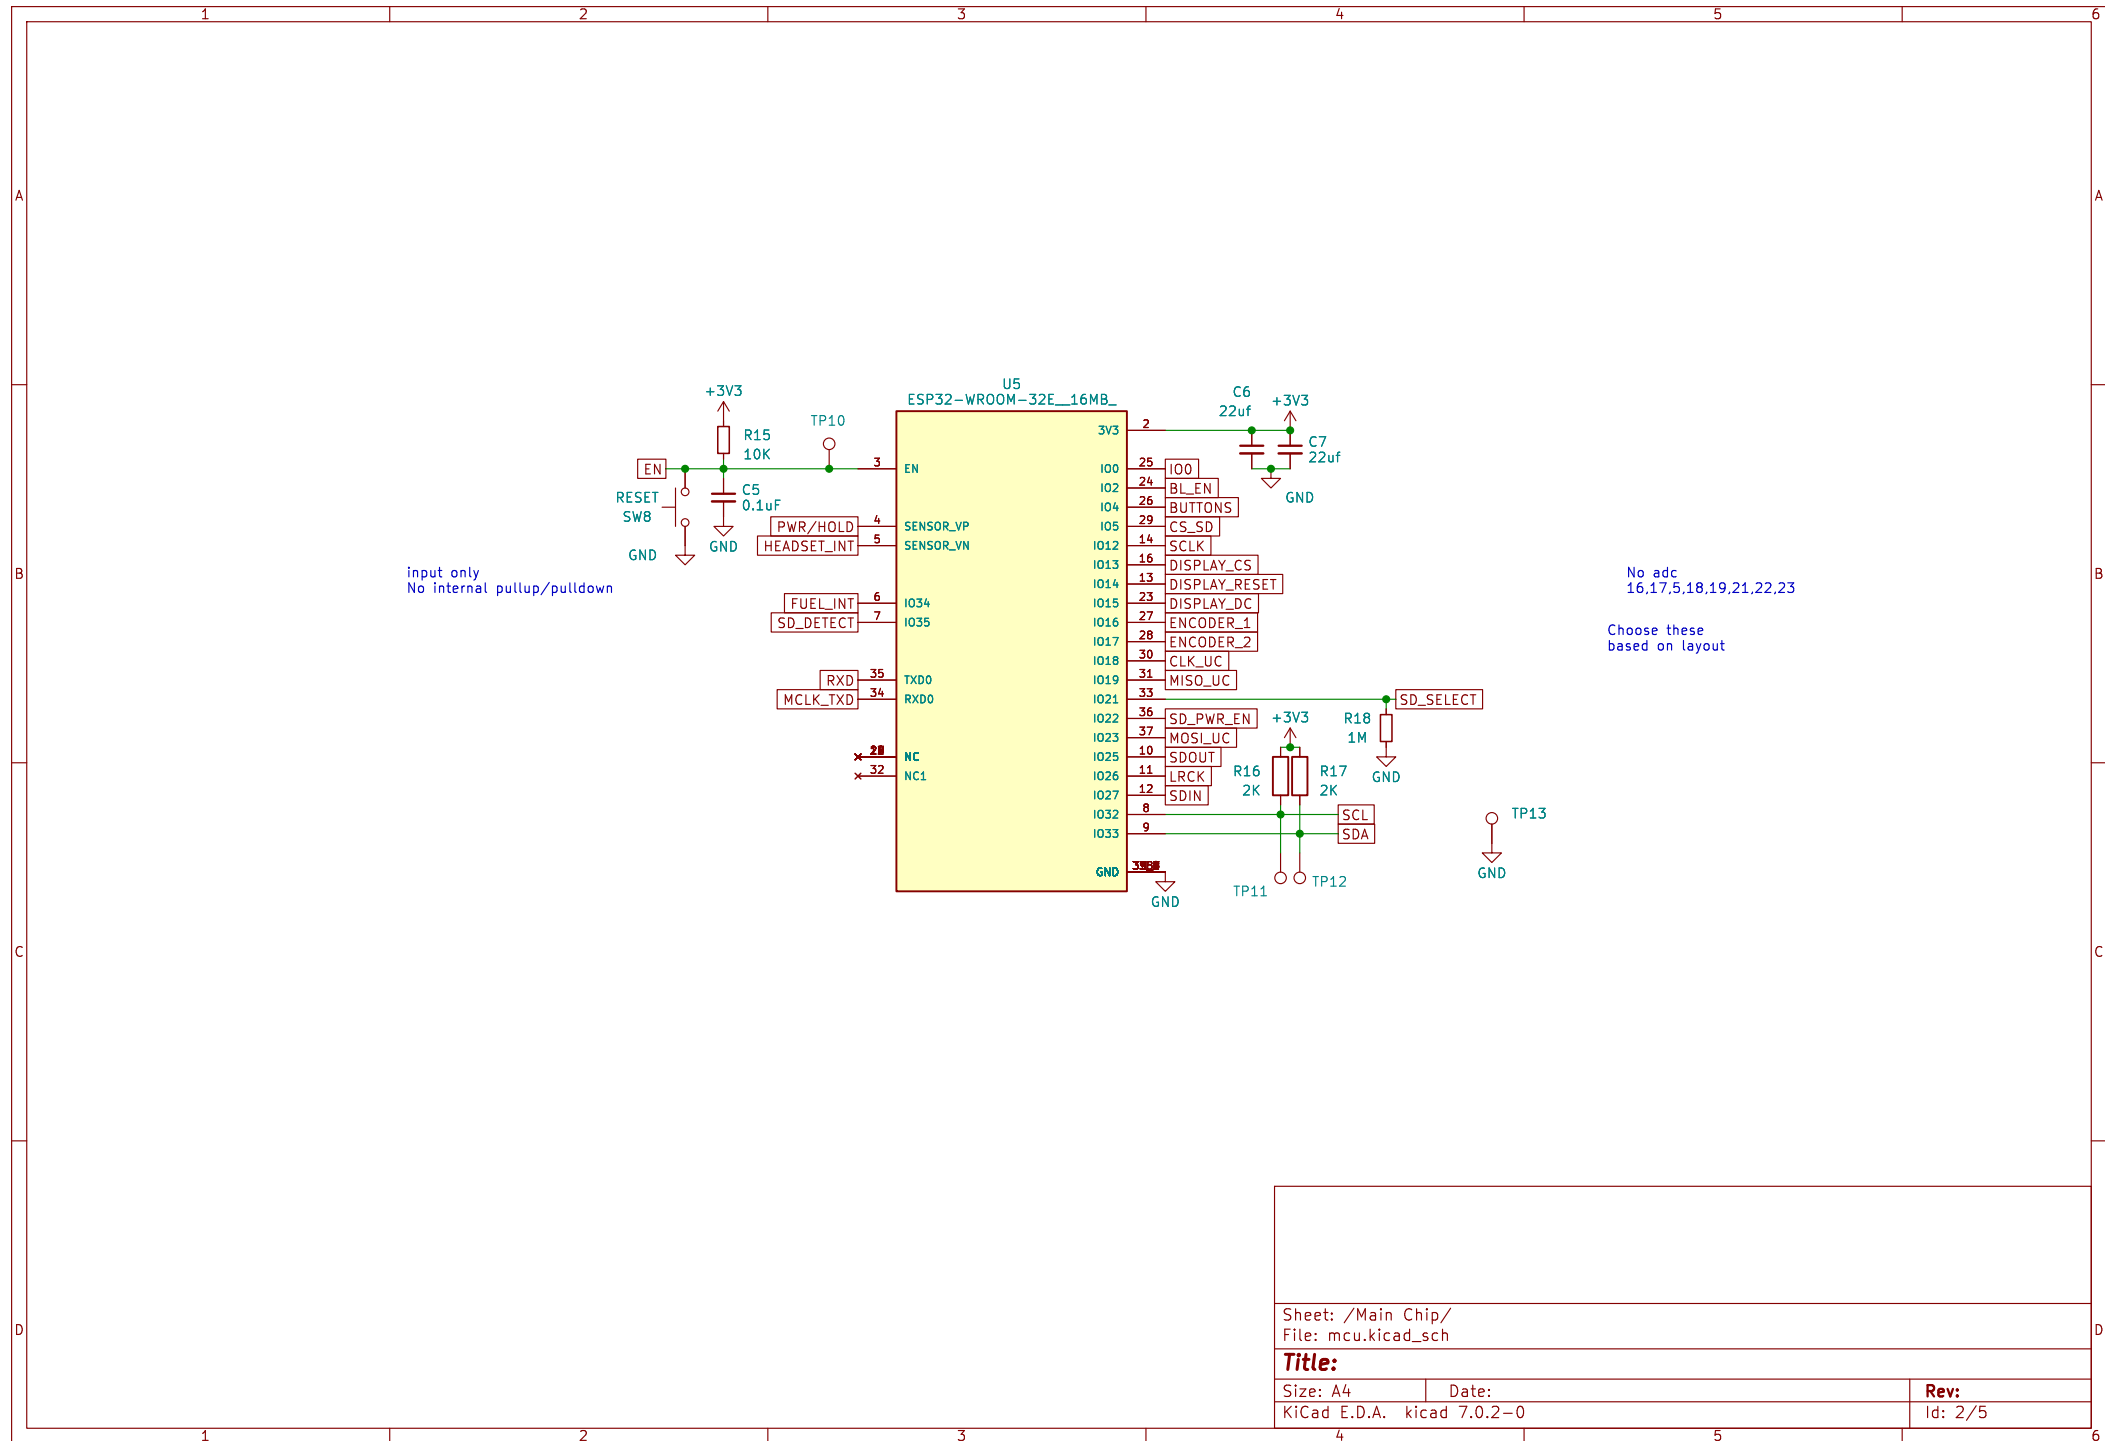 1 2 3 4 5 6
A A
B B
C C
D D
U5
ESP32-WROOM-32E__16MB_
+3V3
R15
10K
TP10
EN
RESET
SW8
GND
C5
0.1uF
GND
PWR/HOLD
HEADSET_INT
FUEL_INT
SD_DETECT
RXD
MCLK_TXD
3 EN
4 SENSOR_VP
5 SENSOR_VN
6 IO34
7 IO35
35 TXD0
34 RXD0
NC
32 NC1
input only
No internal pullup/pulldown
3V3 2
IO0 25 IO0
IO2 24 BL_EN
IO4 26 BUTTONS
IO5 29 CS_SD
IO12 14 SCLK
IO13 16 DISPLAY_CS
IO14 13 DISPLAY_RESET
IO15 23 DISPLAY_DC
IO16 27 ENCODER_1
IO17 28 ENCODER_2
IO18 30 CLK_UC
IO19 31 MISO_UC
IO21 33 SD_SELECT
IO22 36 SD_PWR_EN
IO23 37 MOSI_UC
IO25 10 SDOUT
IO26 11 LRCK
IO27 12 SDIN
IO32 8 SCL
IO33 9 SDA
GND
GND
C6
22uf
+3V3
C7
22uf
GND
+3V3
R16
2K
R17
2K
R18
1M
GND
TP11
TP12
TP13
GND
No adc
16,17,5,18,19,21,22,23
Choose these
based on layout
Sheet: /Main Chip/
File: mcu.kicad_sch
Title:
Size: A4 Date: Rev:
KiCad E.D.A. kicad 7.0.2-0 Id: 2/5
1 2 3 4 5 6